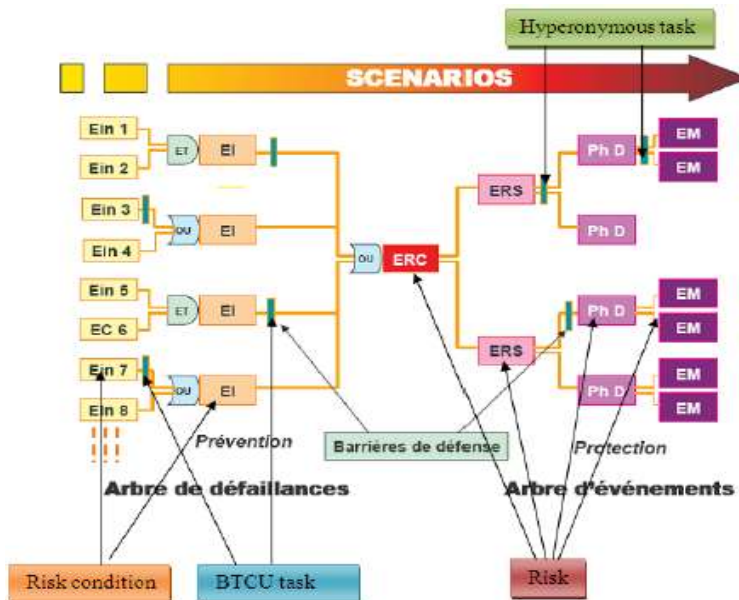 Hyperonymous task
SCENARIOS
Ein 1
Ein 2
ET
EI
Ein 3
Ein 4
OU
EI
Ein 5
EC 6
ET
EI
Ein 7
Ein 8
OU
EI
OU
ERC
ERS
ERS
Ph D
Ph D
Ph D
Ph D
EM
EM
EM
EM
EM
EM
Prévention
Barrières de défense
Protection
Arbre de défaillances
Arbre d'événements
Risk condition
BTCU task
Risk